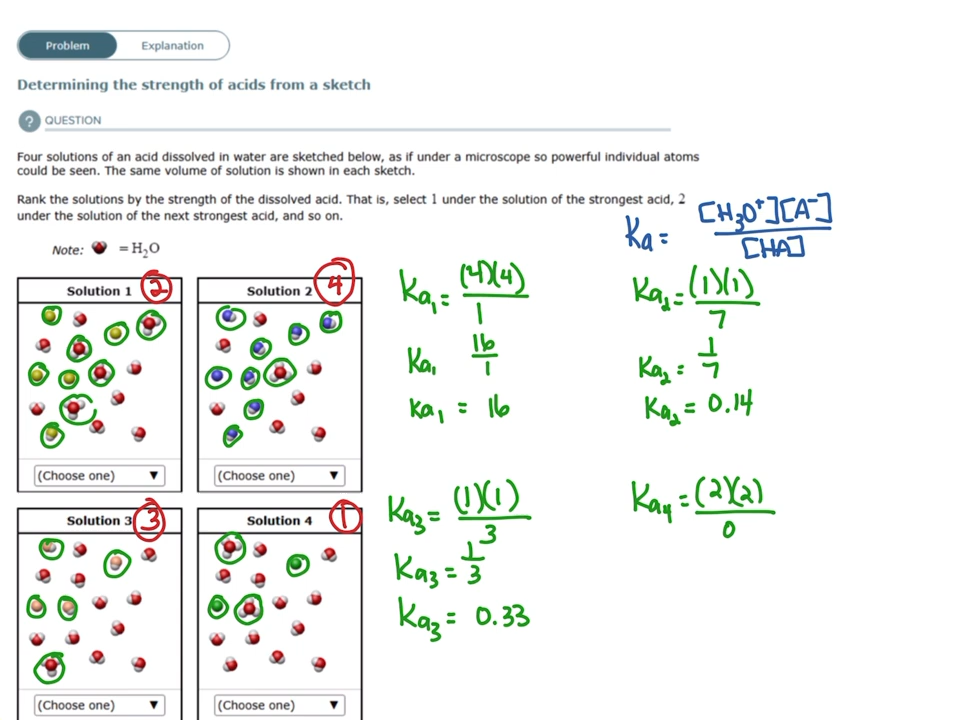 Problem
Explanation
Determining the strength of acids from a sketch
? QUESTION
Four solutions of an acid dissolved in water are sketched below, as if under a microscope so powerful individual atoms
could be seen. The same volume of solution is shown in each sketch.
Rank the solutions by the strength of the dissolved acid. That is, select 1 under the solution of the strongest acid, 2
under the solution of the next strongest acid, and so on.
Note: = H₂O
Ka = [H₃O⁺][A⁻] / [HA]
Solution 1 2
Solution 2 4
(Choose one) ▼
(Choose one) ▼
Ka₁ = (4)(4) / 1
Ka₁ 16/1
Ka₁ = 16
Ka₂ = (1)(1) / 7
Ka₂ = 1/7
Ka₂ = 0.14
Solution 3 3
Solution 4 1
(Choose one) ▼
(Choose one) ▼
Ka₃ = (1)(1) / 3
Ka₃ = 1/3
Ka₃ = 0.33
Ka₄ = (2)(2) / 0